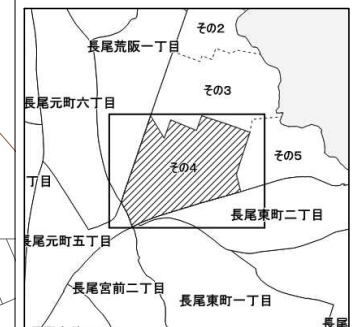 その2
長尾荒阪一丁目
その3
長尾元町六丁目
その4
その5
丁目
長尾東町二丁目
長尾元町五丁目
長尾宮前二丁目
長尾東町一丁目
長尾